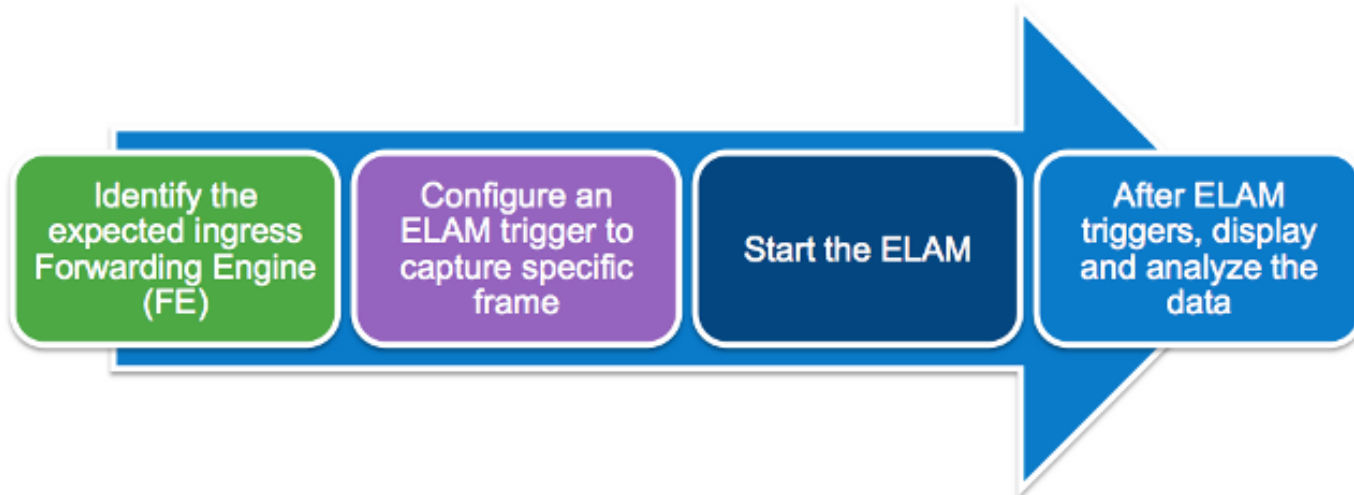 Identify the
expected ingress
Forwarding Engine
(FE)
Configure an
ELAM trigger to
capture specific
frame
Start the ELAM
After ELAM
triggers, display
and analyze the
data